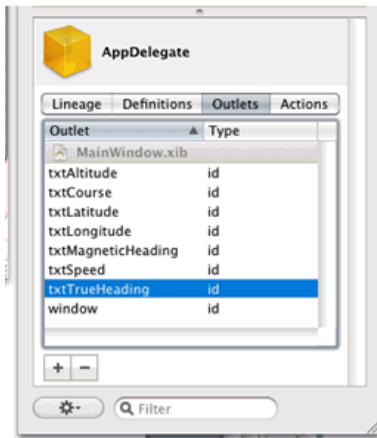 AppDelegate
Lineage Definitions Outlets Actions
Outlet Type
MainWindow.xib
txtAltitude id
txtCourse id
txtLatitude id
txtLongitude id
txtMagneticHeading id
txtSpeed id
txtTrueHeading id
window id
+ -
Filter